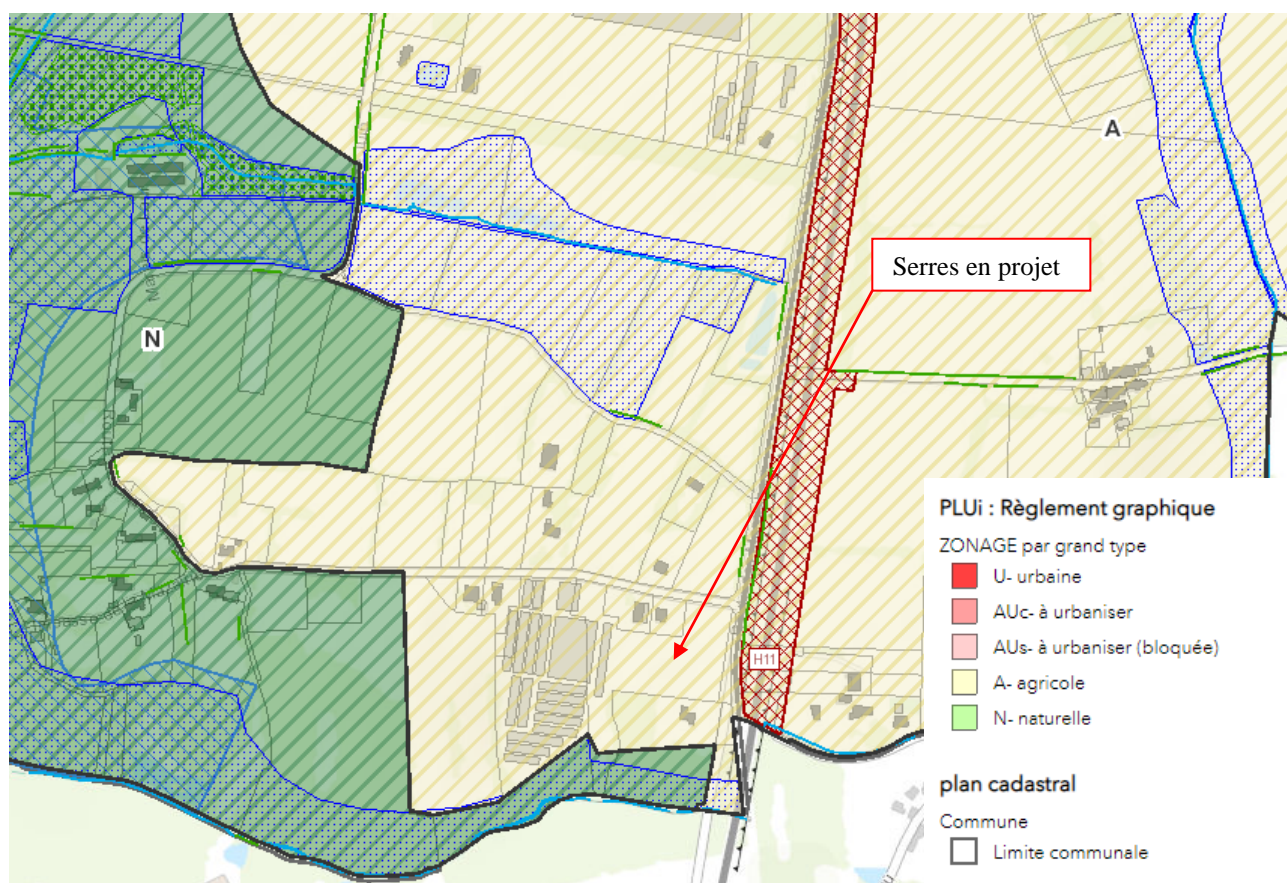 A
Serres en projet
N
H11
PLUi : Règlement graphique
ZONAGE par grand type
U- urbaine
AUc- à urbaniser
AUs- à urbaniser (bloquée)
A- agricole
N- naturelle
plan cadastral
Commune
Limite communale